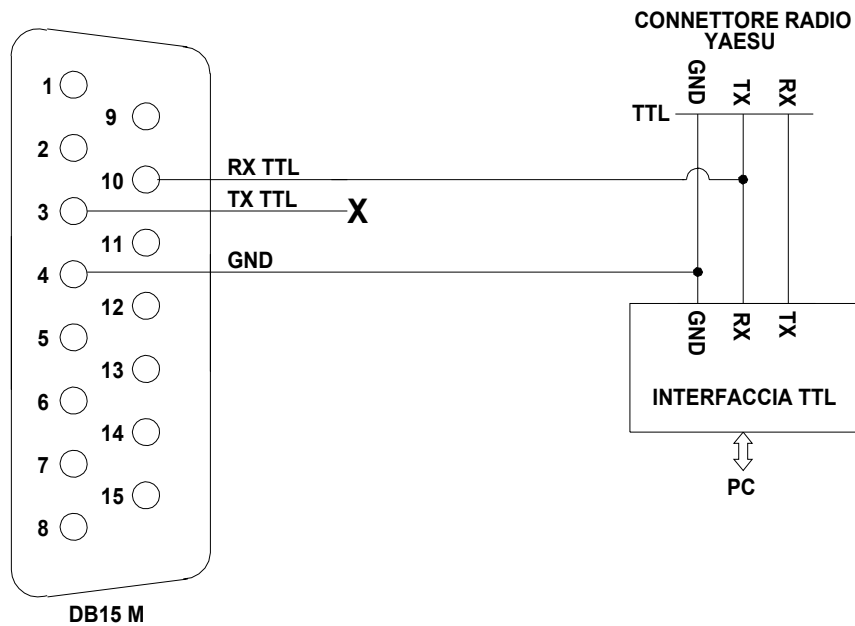 CONNETTORE RADIO
YAESU
GND TX RX
TTL
1
9
2
10 RX TTL
3 TX TTL X
11
4 GND
12
5
GND RX TX
13
6
INTERFACCIA TTL
14
7
PC
15
8
DB15 M